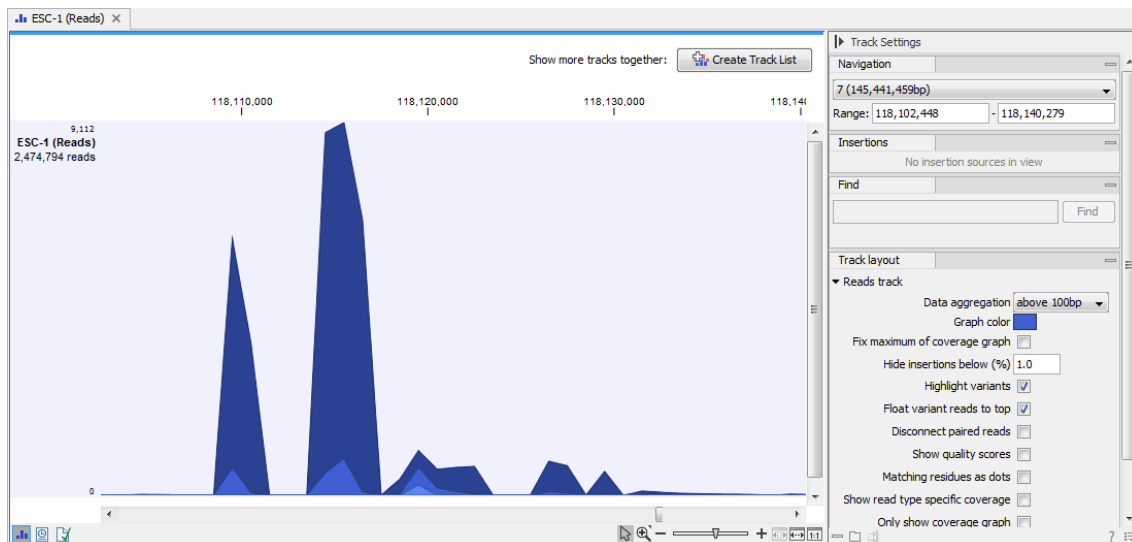 ESC-1 (Reads)
Show more tracks together: Create Track List
118,110,000 118,120,000 118,130,000 118,140
9,112
ESC-1 (Reads)
2,474,794 reads
0
1:1
Track Settings
Navigation
7 (145,441,459bp)
Range: 118,102,448 - 118,140,279
Insertions
No insertion sources in view
Find
Find
Track layout
Reads track
Data aggregation above 100bp
Graph color
Fix maximum of coverage graph
Hide insertions below (%) 1.0
Highlight variants
Float variant reads to top
Disconnect paired reads
Show quality scores
Matching residues as dots
Show read type specific coverage
Only show coverage graph
?